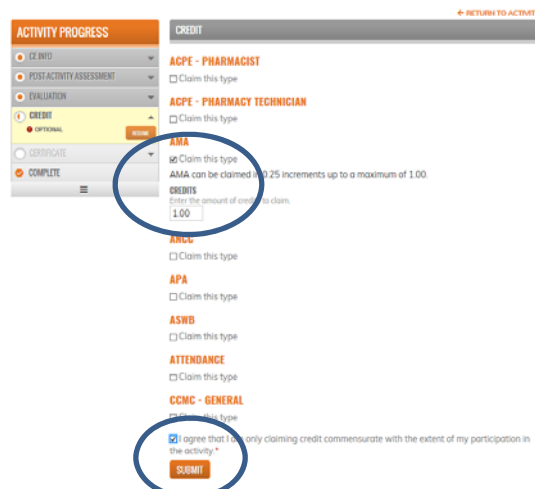 ← RETURN TO ACTIVIT
ACTIVITY PROGRESS
CE INFO
POST-ACTIVITY ASSESSMENT
EVALUATION
CREDIT
OPTIONAL
RESUME
CERTIFICATE
COMPLETE
CREDIT
ACPE - PHARMACIST
Claim this type
ACPE - PHARMACY TECHNICIAN
Claim this type
AMA
Claim this type
AMA can be claimed in 0.25 increments up to a maximum of 1.00.
CREDITS
Enter the amount of credits to claim.
1.00
ANCC
Claim this type
APA
Claim this type
ASWB
Claim this type
ATTENDANCE
Claim this type
CCMC - GENERAL
Claim this type
I agree that I am only claiming credit commensurate with the extent of my participation in
the activity.*
SUBMIT